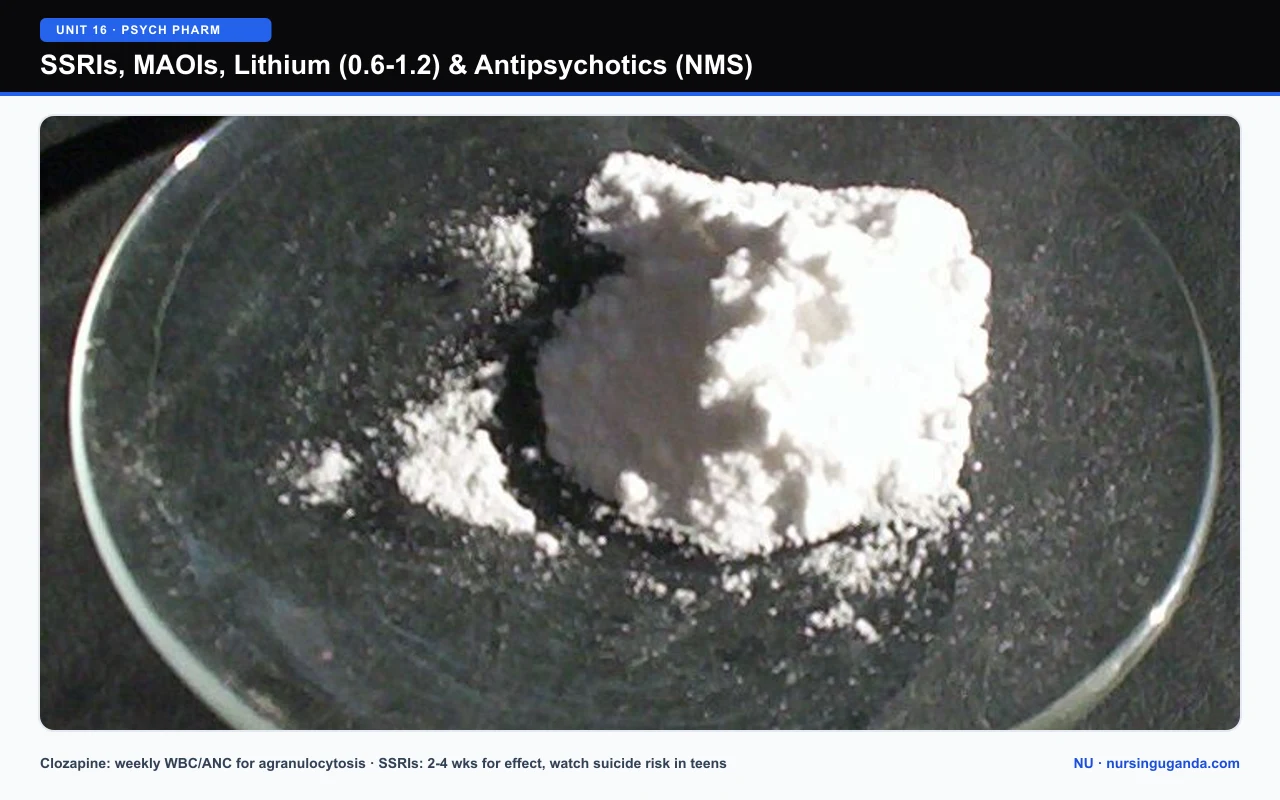 UNIT 16 · PSYCH PHARM
SSRIs, MAOIs, Lithium (0.6-1.2) & Antipsychotics (NMS)
Clozapine: weekly WBC/ANC for agranulocytosis · SSRIs: 2-4 wks for effect, watch suicide risk in teens
NU · nursinguganda.com